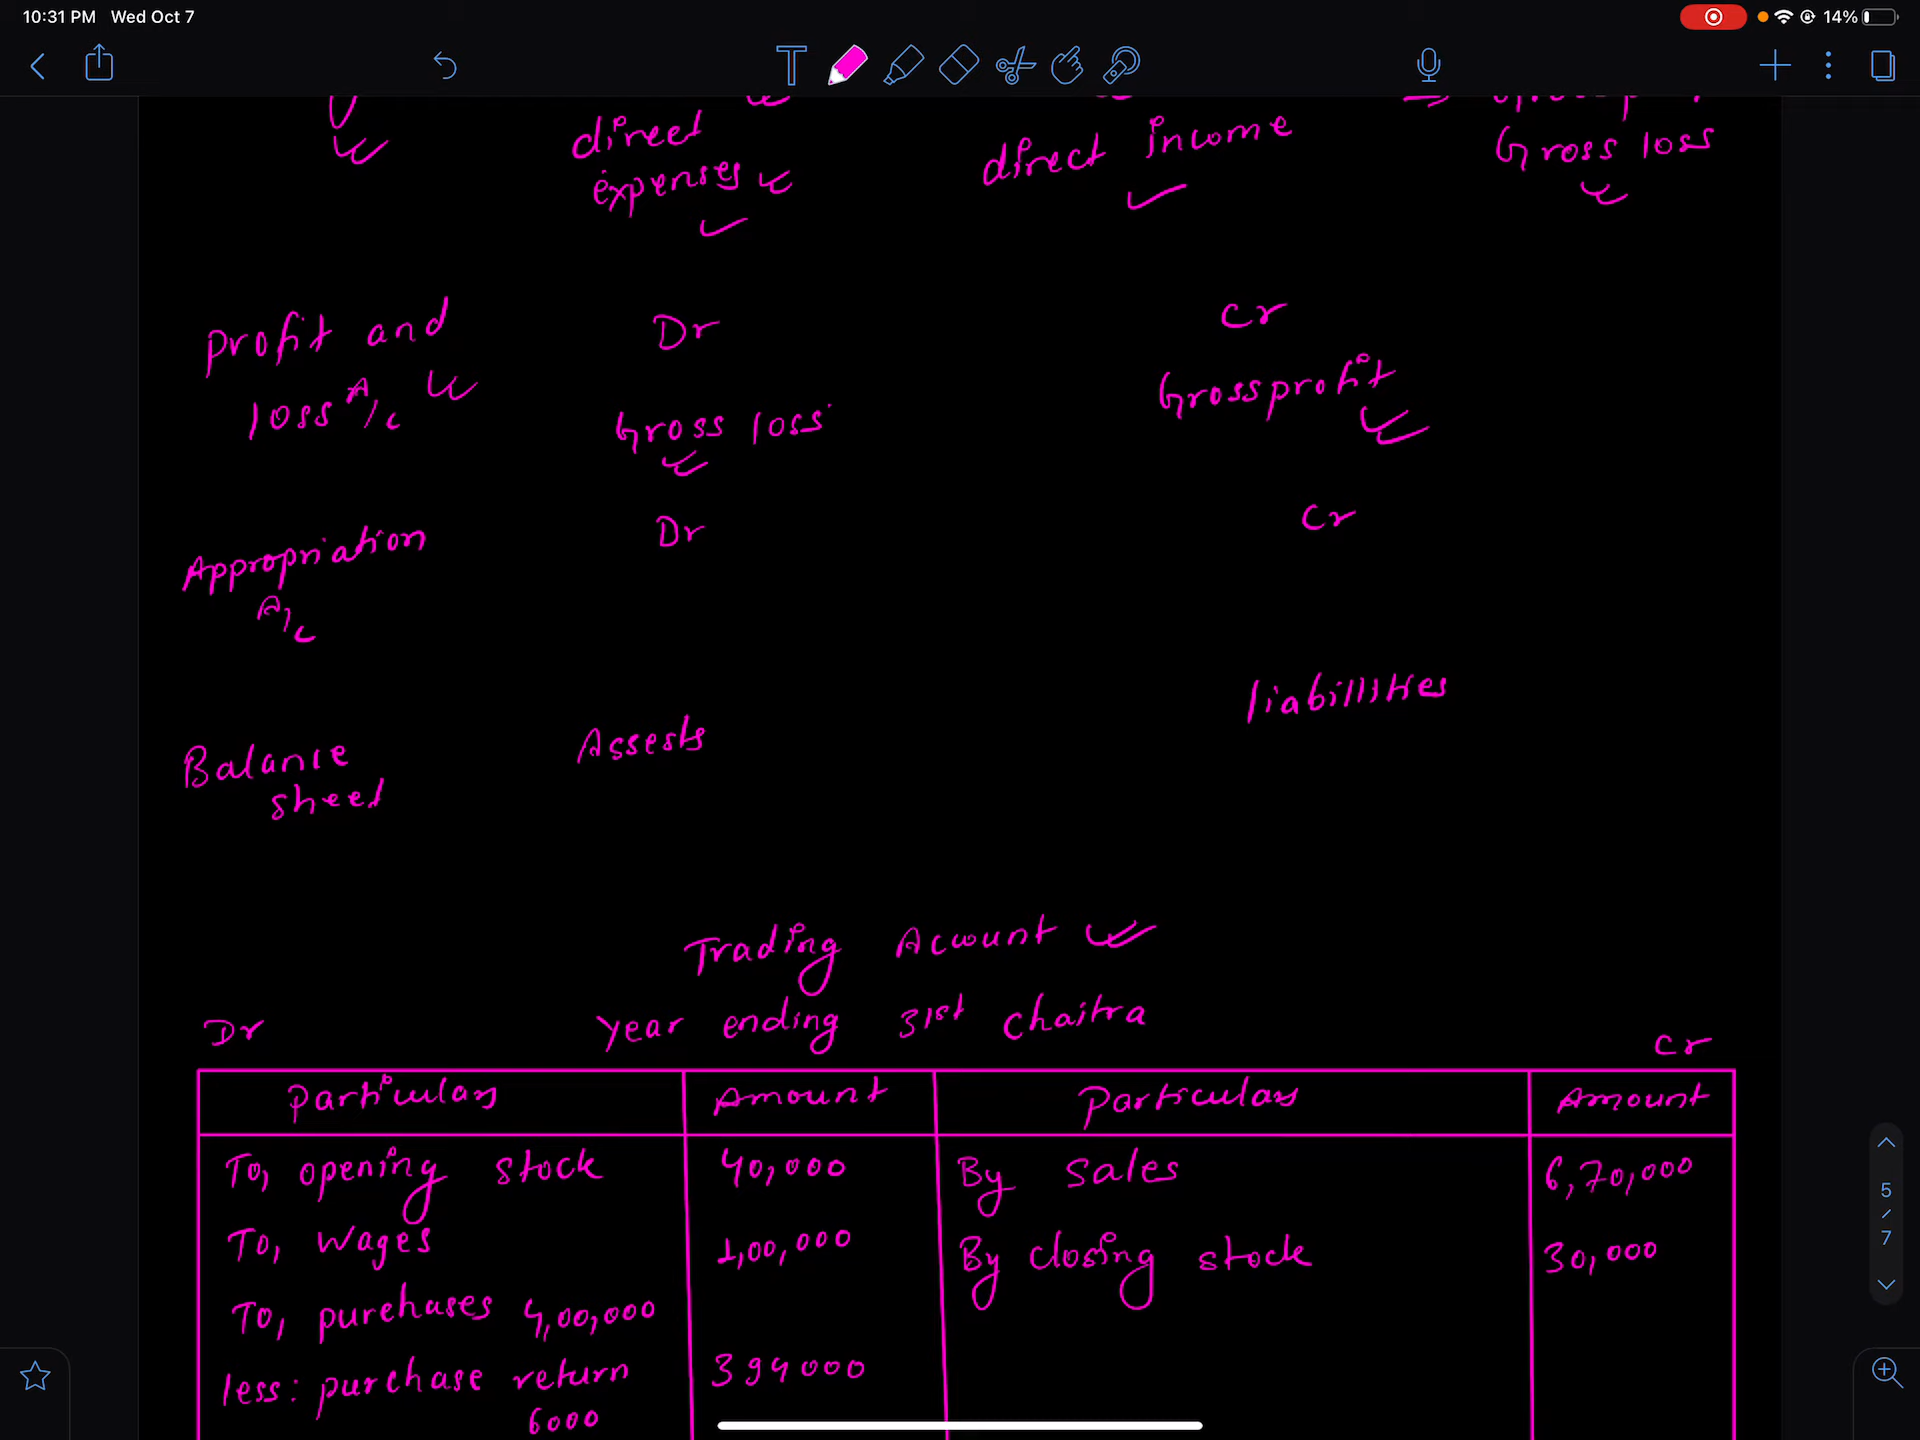 10:31 PM Wed Oct 7
14%
T
direct
expenses
direct income
Gross loss
Profit and
loss A/c
Dr
Gross loss
Cr
Gross profit
Appropriation
A/c
Dr
Cr
Balance
sheet
Assests
liabillities
Trading Account
Year ending 31st Chaitra
Dr
Cr
Particulars Amount Particulars Amount
To, opening stock 40,000 By sales 6,70,000
To, wages 1,00,000 By closing stock 30,000
To, purchases 4,00,000
less: purchase return 394000
6000
5
/
7